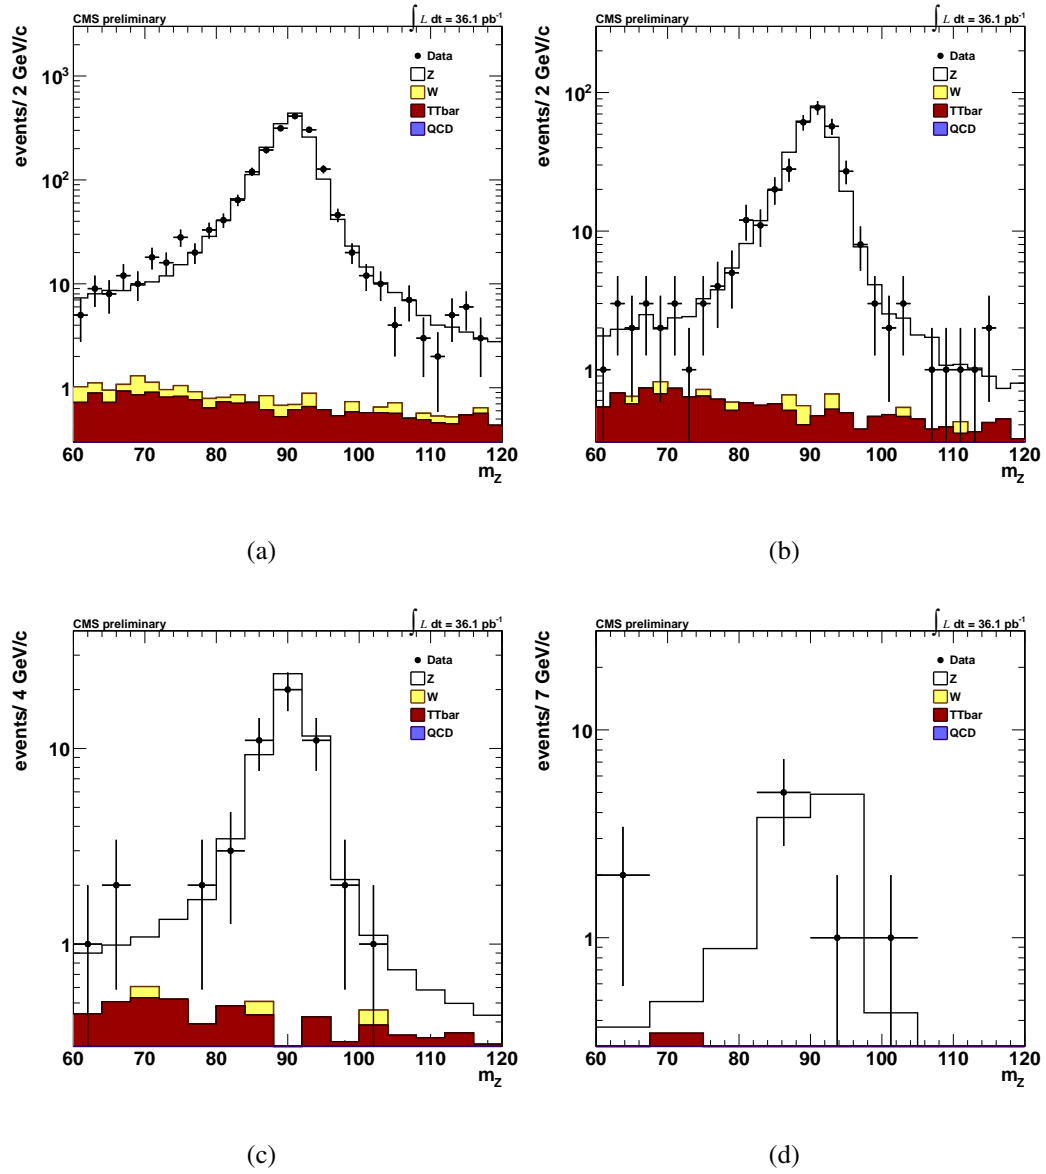 CMS preliminary
∫ L dt = 36.1 pb⁻¹
events/ 2 GeV/c
10³
10²
10
1
Data
Z
W
TTbar
QCD
60 70 80 90 100 110 120
m_Z
(a)
CMS preliminary
∫ L dt = 36.1 pb⁻¹
events/ 2 GeV/c
10²
10
1
Data
Z
W
TTbar
QCD
60 70 80 90 100 110 120
m_Z
(b)
CMS preliminary
∫ L dt = 36.1 pb⁻¹
events/ 4 GeV/c
10
1
Data
Z
W
TTbar
QCD
60 70 80 90 100 110 120
m_Z
(c)
CMS preliminary
∫ L dt = 36.1 pb⁻¹
events/ 7 GeV/c
10
1
Data
Z
W
TTbar
QCD
60 70 80 90 100 110 120
m_Z
(d)